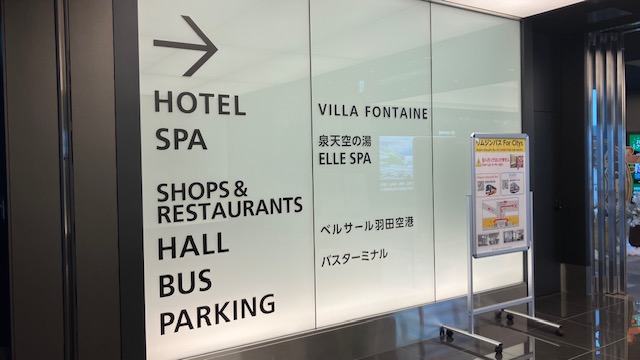 →
HOTEL
SPA
SHOPS &
RESTAURANTS
HALL
BUS
PARKING
VILLA FONTAINE
泉天空の湯
ELLE SPA
ベルサール羽田空港
バスターミナル
リムジンバス For Citys